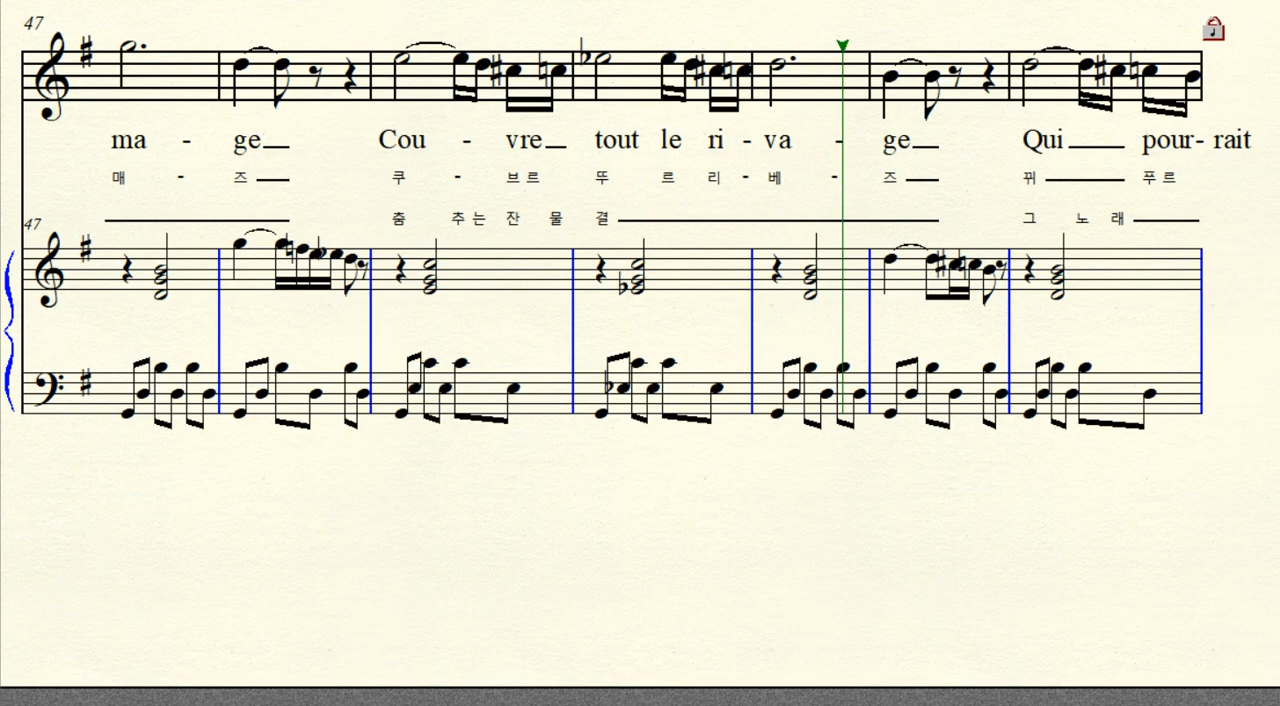 47
ma - ge Cou - vre tout le ri - va - ge Qui pour- rait
매 - 즈 쿠 - 브 르 뚜 르 리 - 베 - 즈 뀌 푸 르
춤 추 는 잔 물 결 그 노 래
47